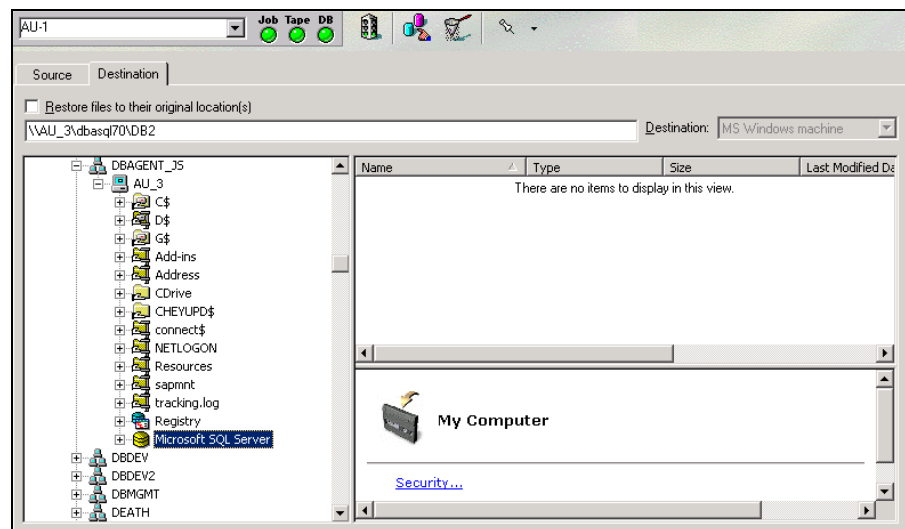 AU-1 Job Tape DB
Source Destination
Restore files to their original location(s)
\\AU_3\dbasql70\DB2 Destination: MS Windows machine
DBAGENT_JS
AU_3
C$
D$
G$
Add-ins
Address
CDrive
CHEYUPD$
connect$
NETLOGON
Resources
sapmnt
tracking.log
Registry
Microsoft SQL Server
DBDEV
DBDEV2
DBMGMT
DEATH
Name Type Size Last Modified Da
There are no items to display in this view.
My Computer
Security...